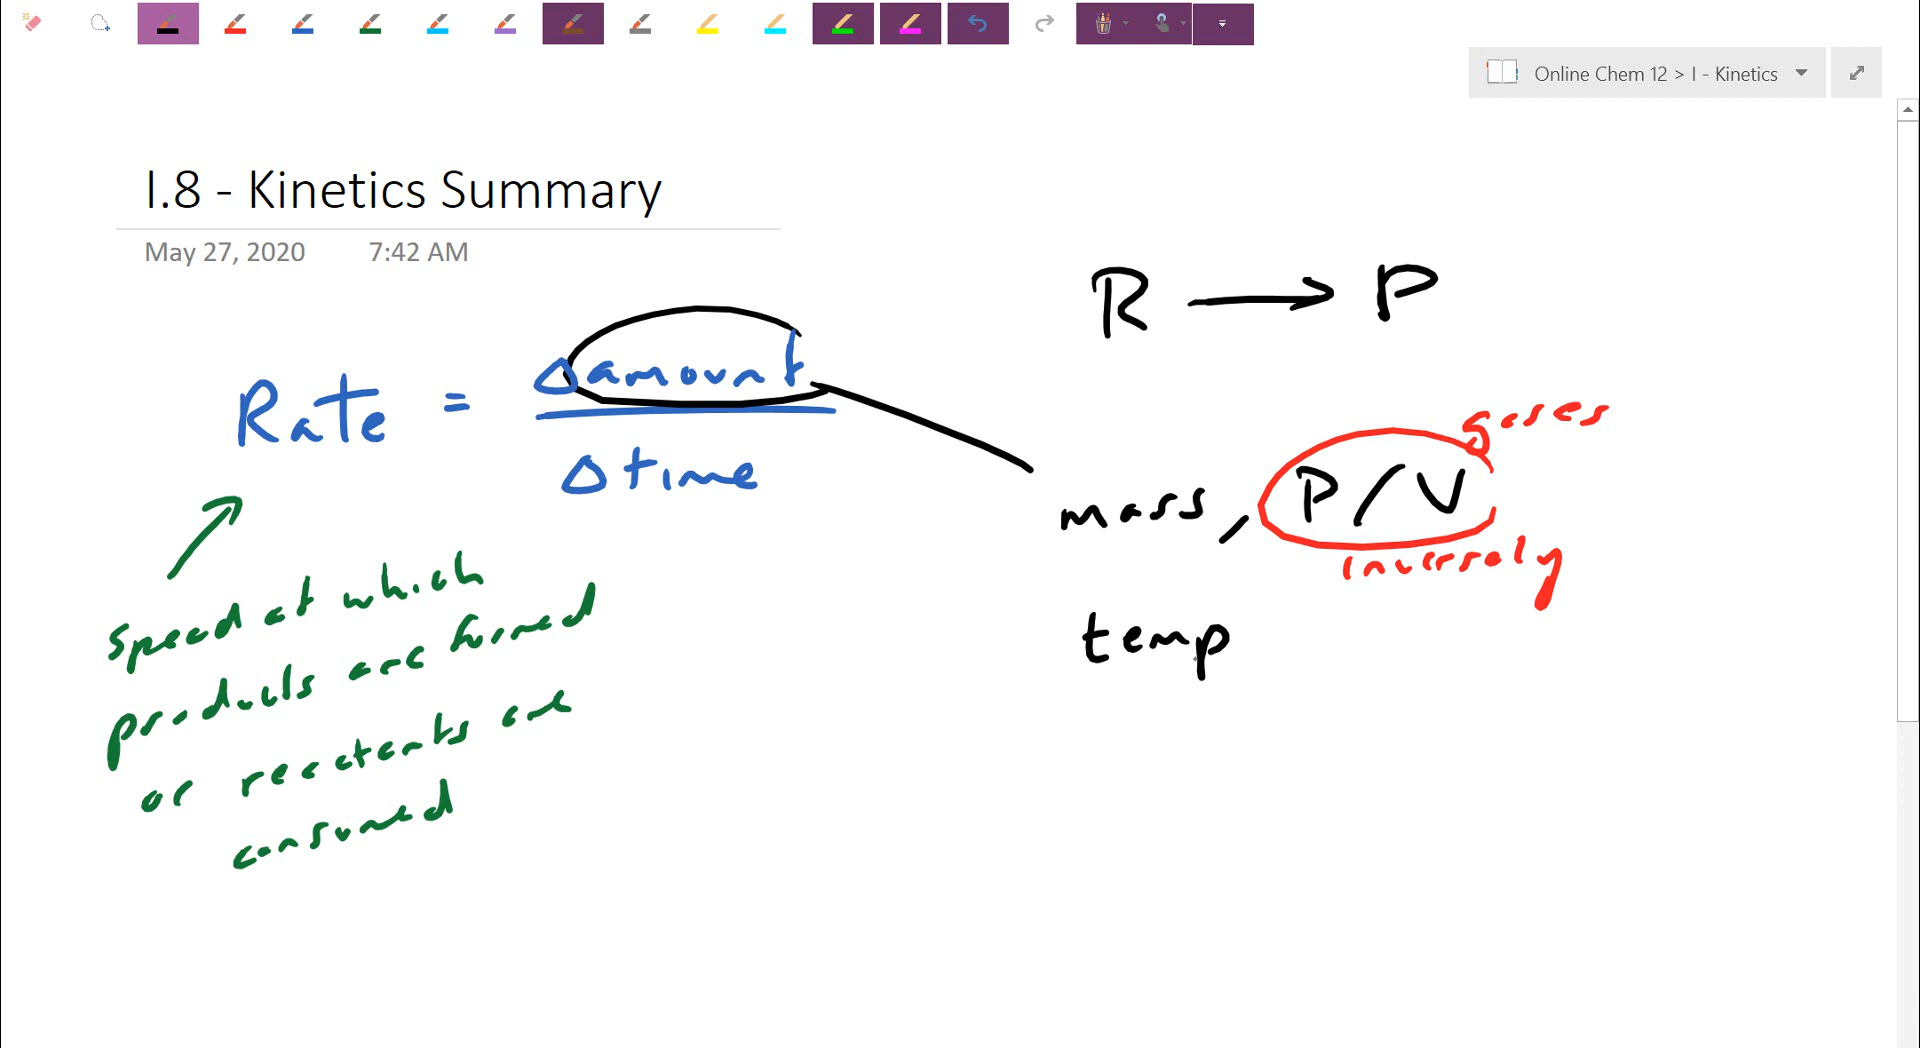 Online Chem 12 > I - Kinetics
I.8 - Kinetics Summary
May 27, 2020 7:42 AM
R → P
Rate = Δamount / Δtime
gases
mass, P/V
inversely
temp
speed at which
products are formed
or reactants are
consumed